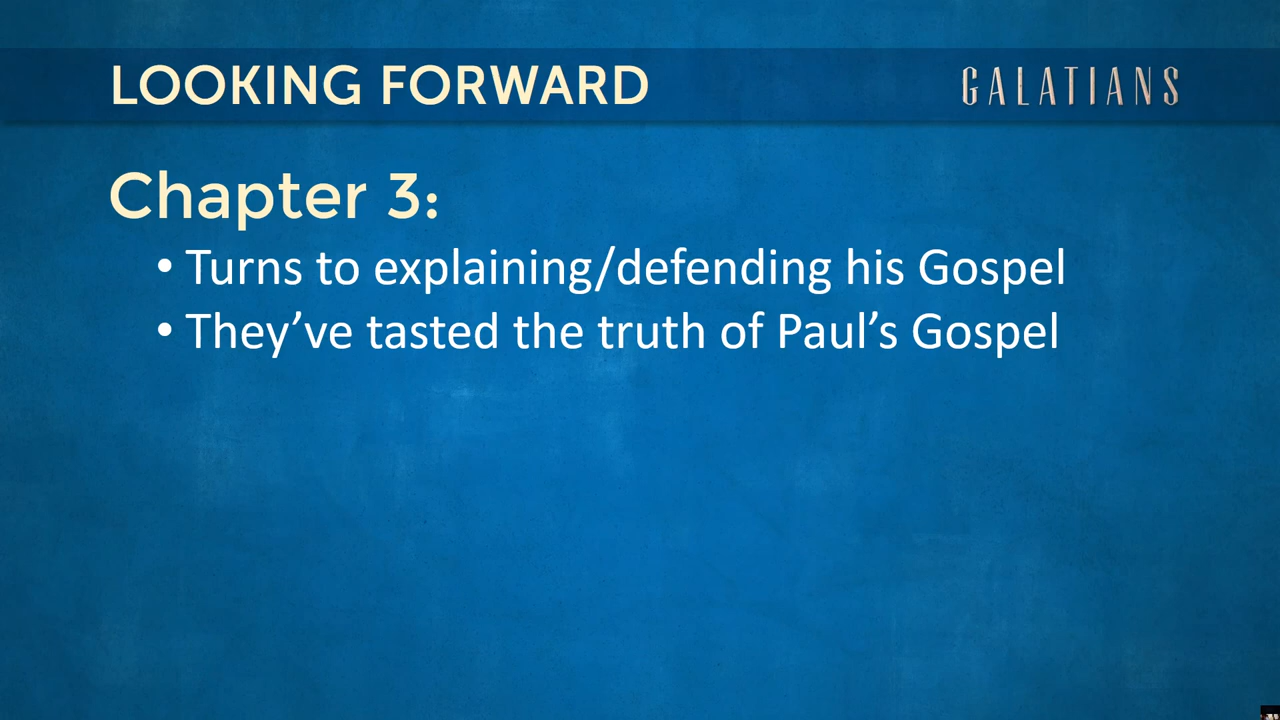 LOOKING FORWARD
GALATIANS
Chapter 3:
• Turns to explaining/defending his Gospel
• They’ve tasted the truth of Paul’s Gospel